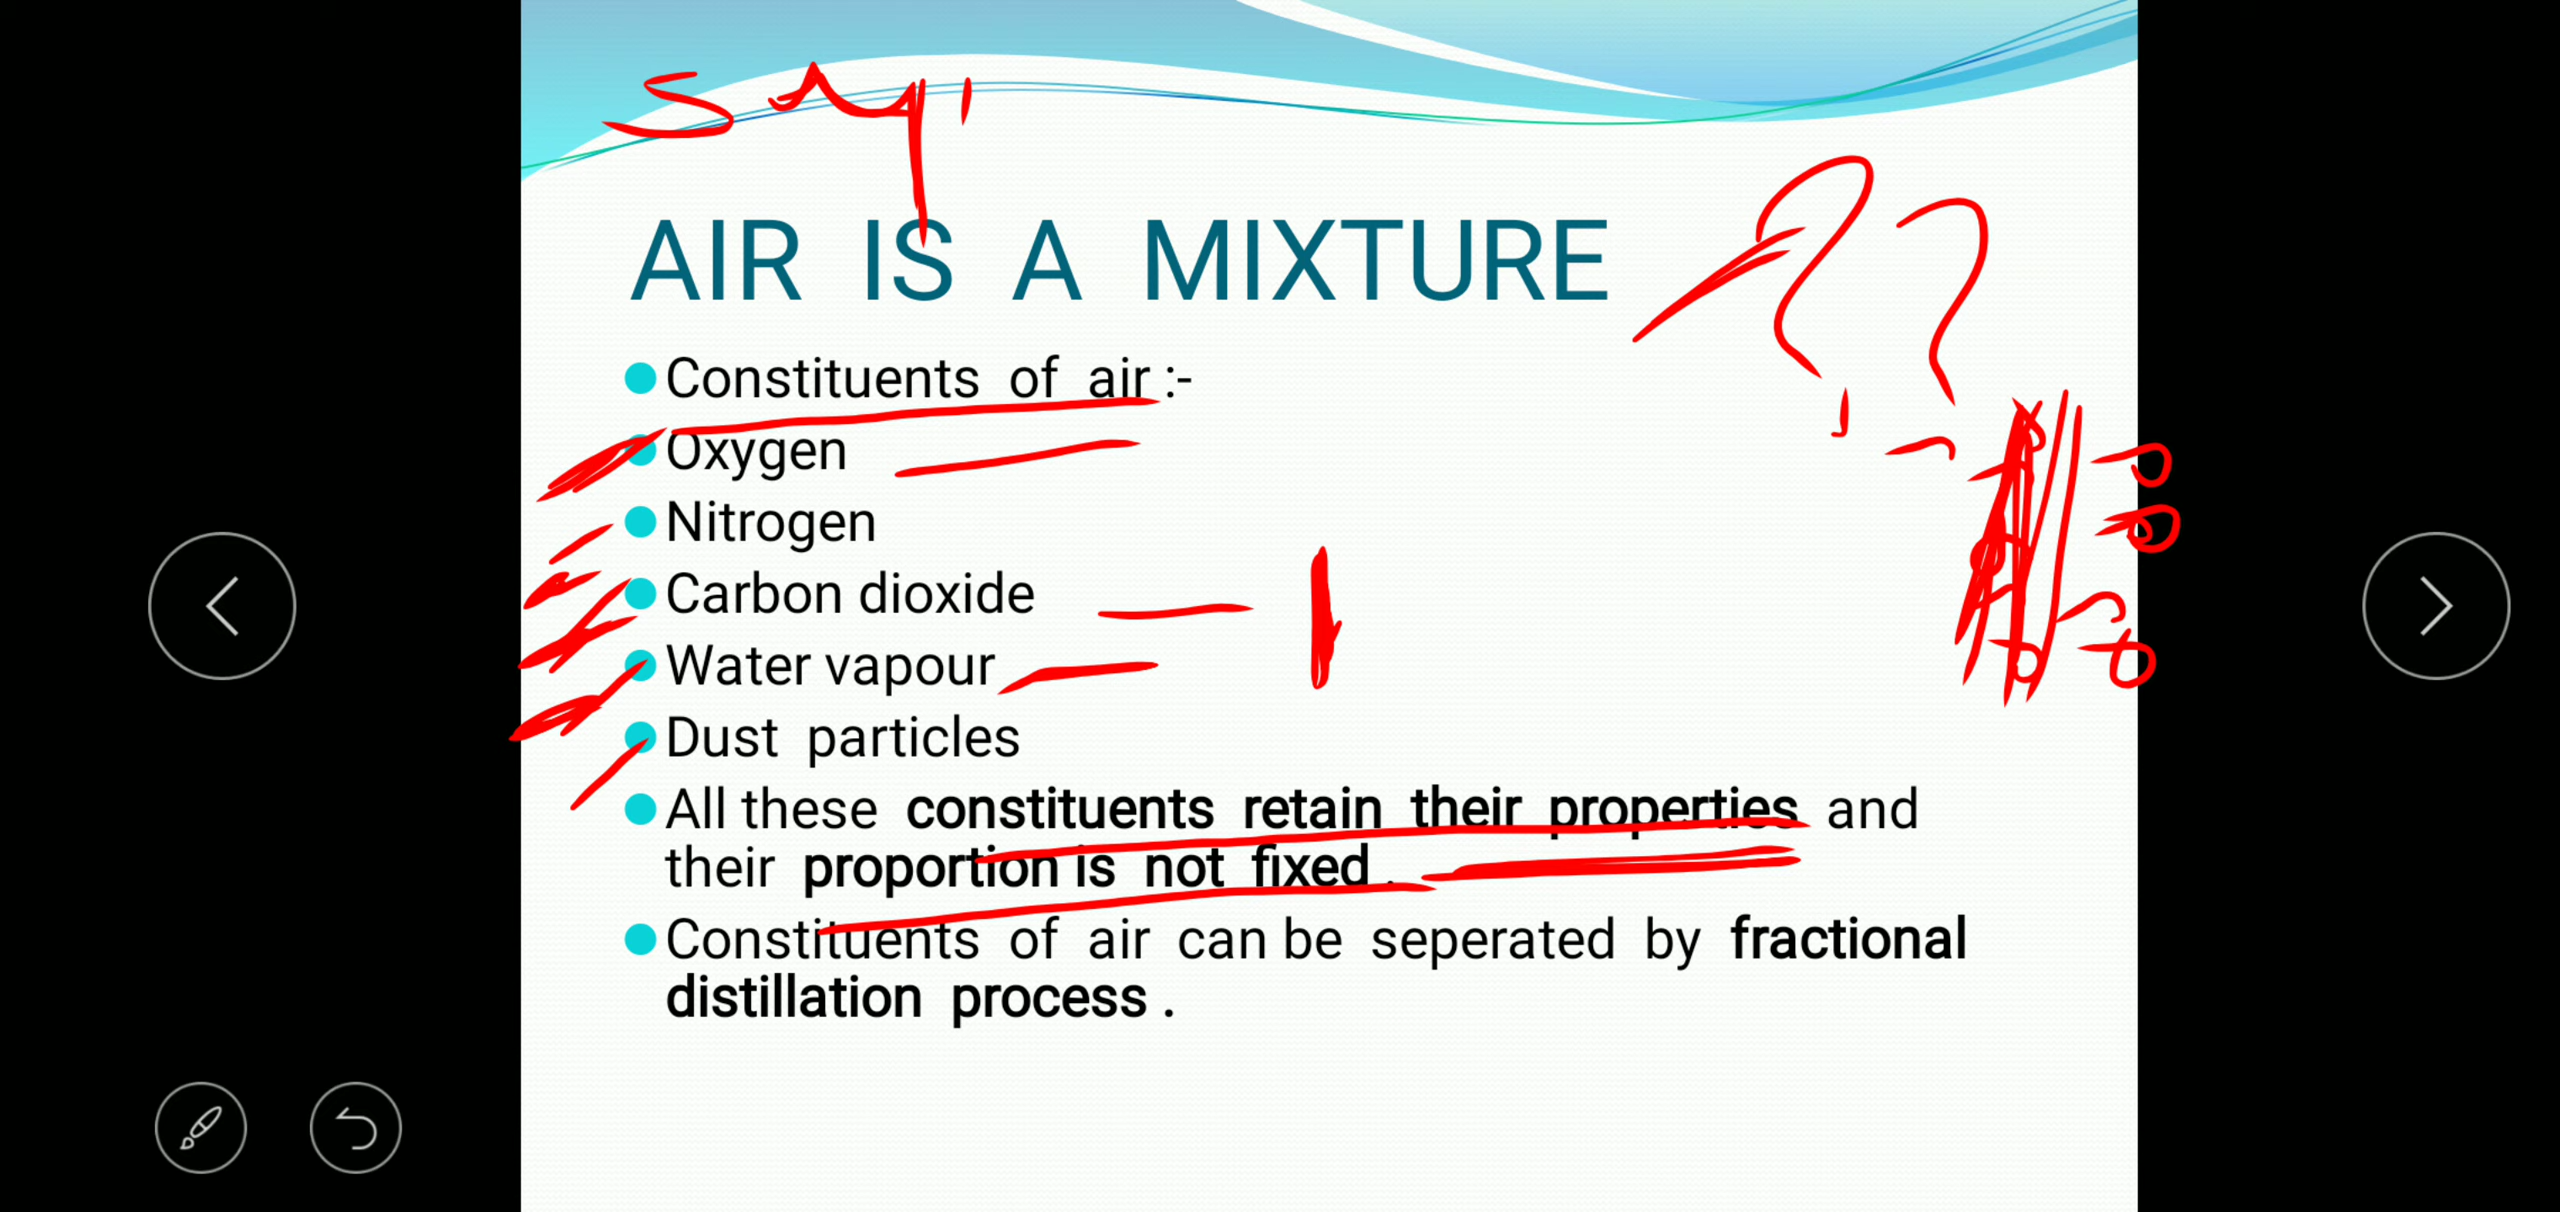 AIR IS A MIXTURE
Constituents of air :-
Oxygen
Nitrogen
Carbon dioxide
Water vapour
Dust particles
All these constituents retain their properties and
their proportion is not fixed .
Constituents of air can be seperated by fractional
distillation process .